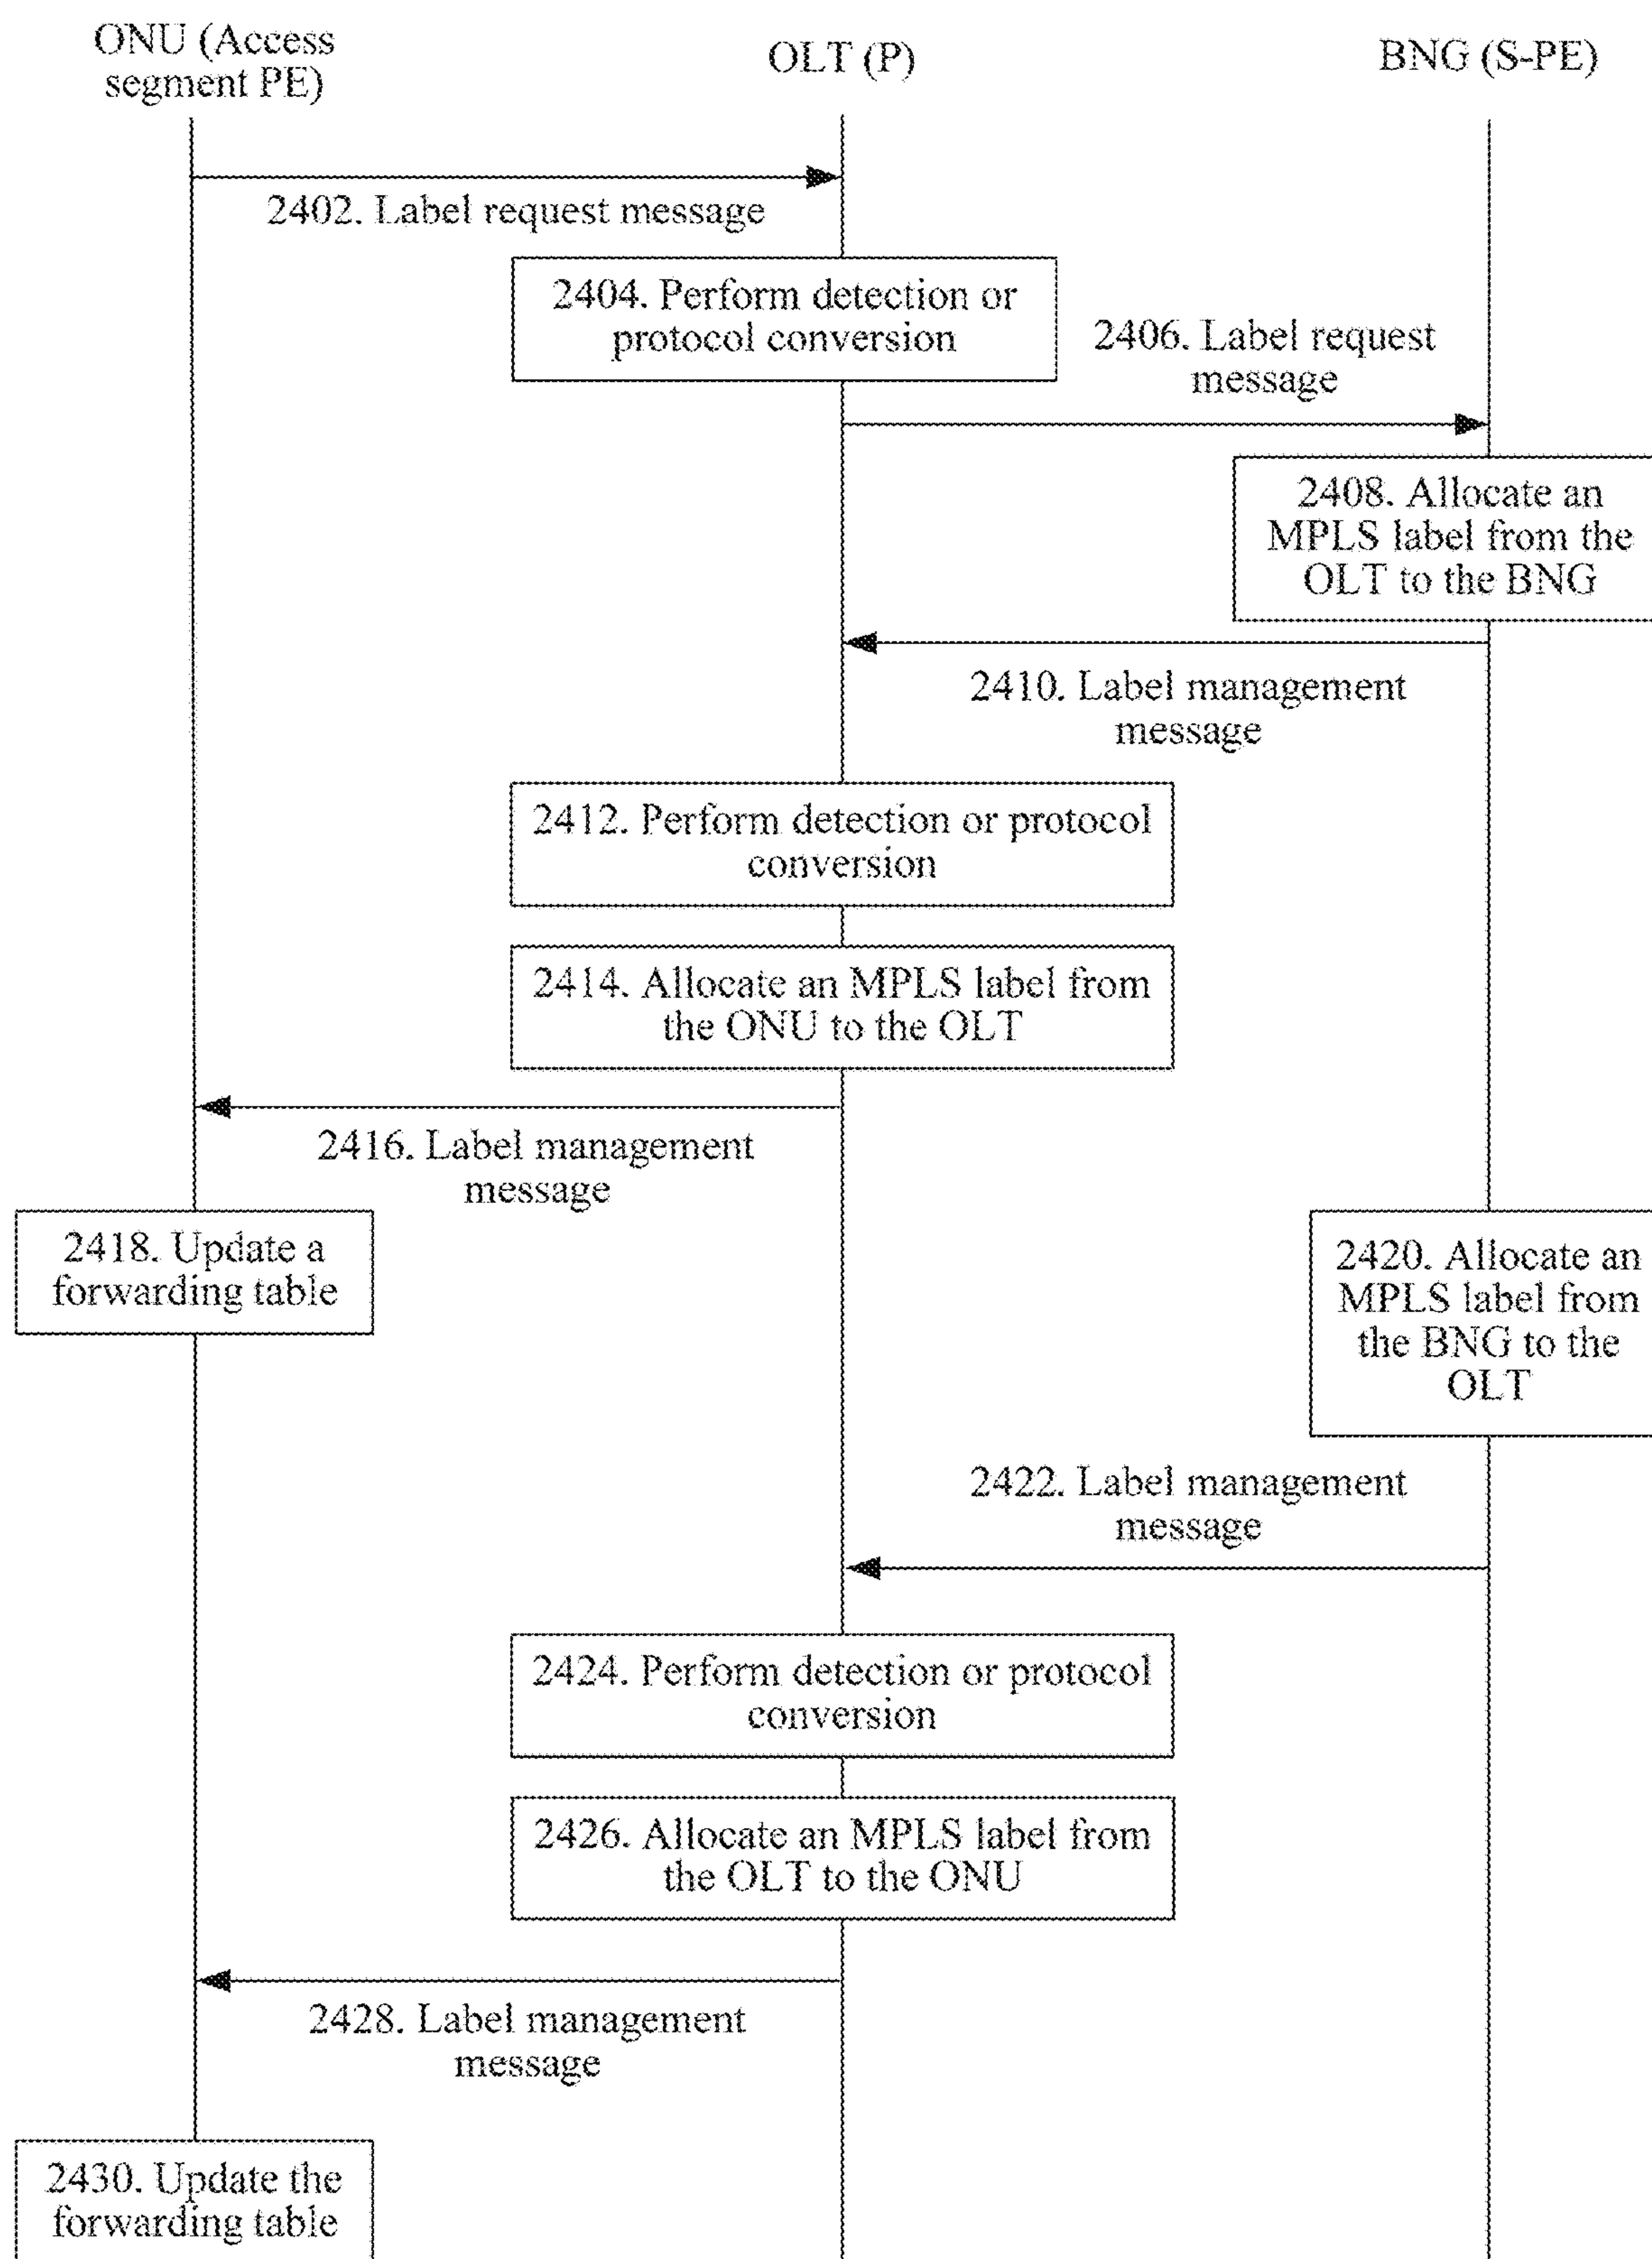 ONU (Access
segment PE)
OLT (P)
BNG (S-PE)
2402. Label request message
2404. Perform detection or
protocol conversion
2406. Label request
message
2408. Allocate an
MPLS label from the
OLT to the BNG
2410. Label management
message
2412. Perform detection or protocol
conversion
2414. Allocate an MPLS label from
the ONU to the OLT
2416. Label management
message
2418. Update a
forwarding table
2420. Allocate an
MPLS label from
the BNG to the
OLT
2422. Label management
message
2424. Perform detection or protocol
conversion
2426. Allocate an MPLS label from
the OLT to the ONU
2428. Label management
message
2430. Update the
forwarding table